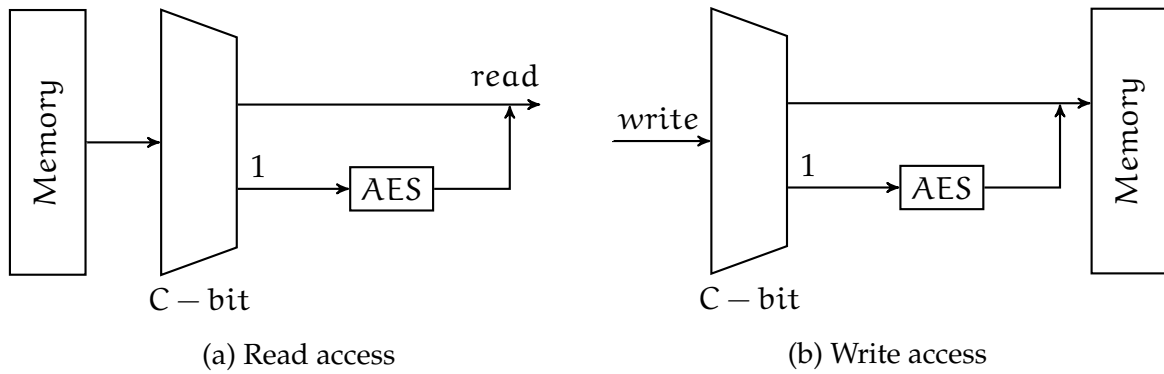 Memory
read
1
AES
C – bit
(a) Read access
write
1
AES
Memory
C – bit
(b) Write access